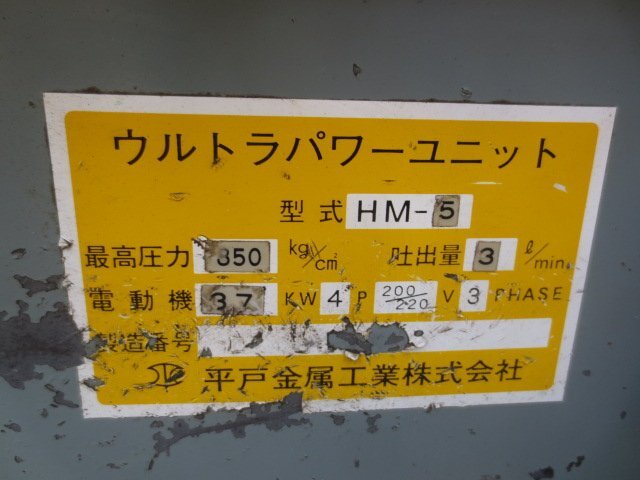 ウルトラパワーユニット
型式 HM-5
最高圧力 350 kg/cm 吐出量 3 ℓ/min.
電動機 37 KW 4 P 200/220 V 3 PHASE
製造番号
平戸金属工業株式会社